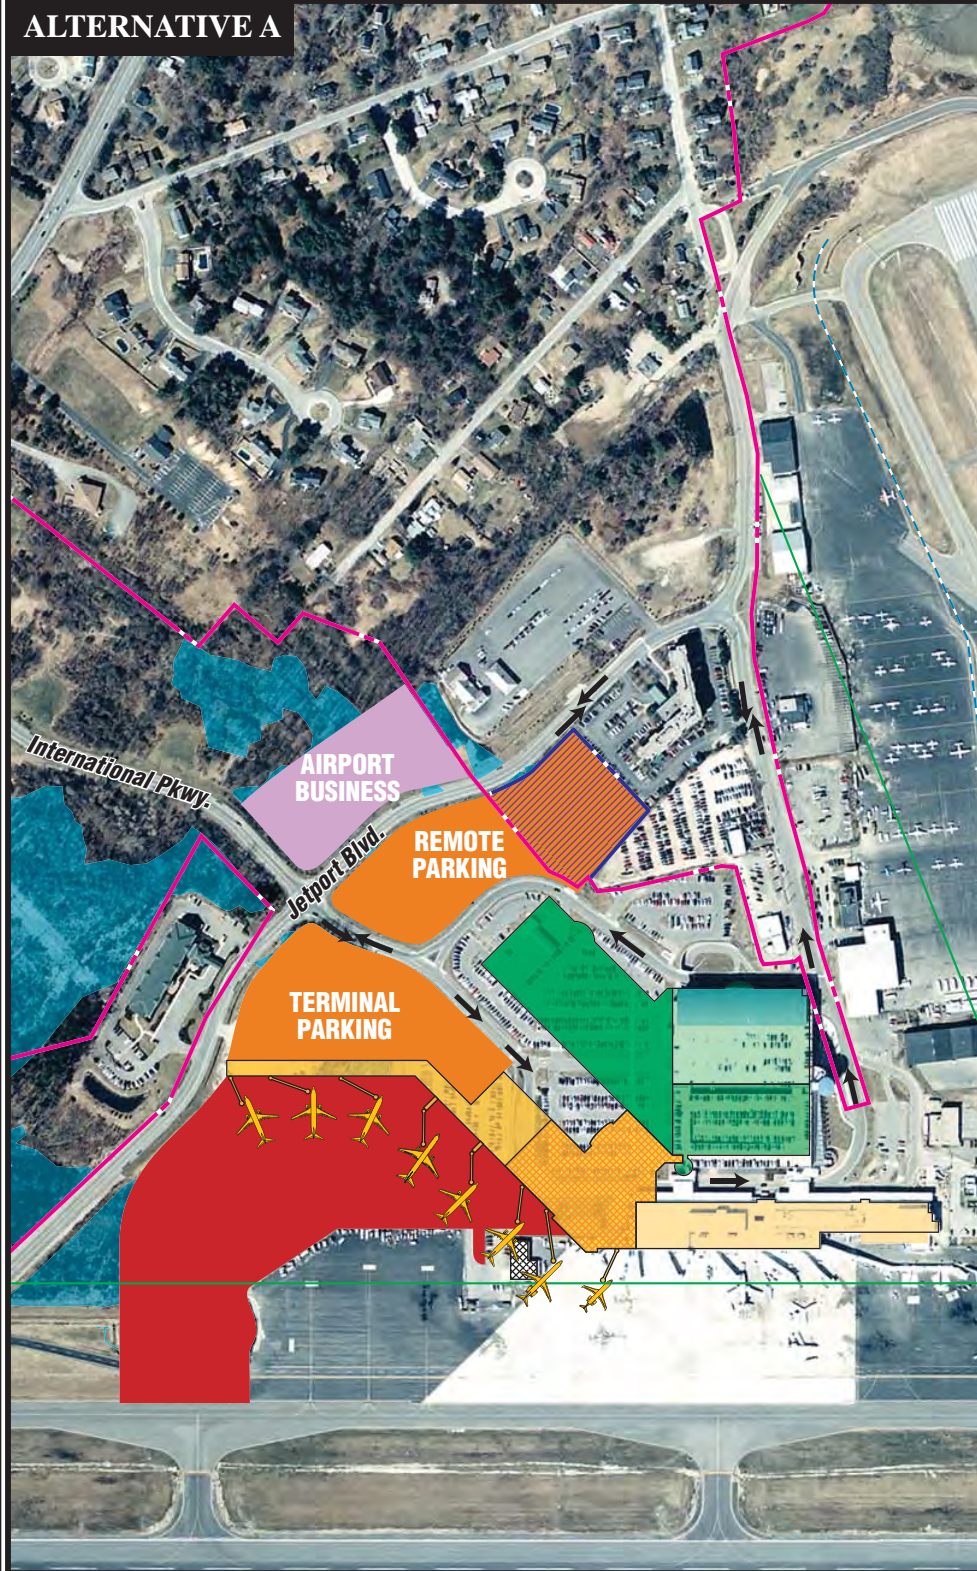 ALTERNATIVE A
International Pkwy.
AIRPORT
BUSINESS
Jetport Blvd.
REMOTE
PARKING
TERMINAL
PARKING